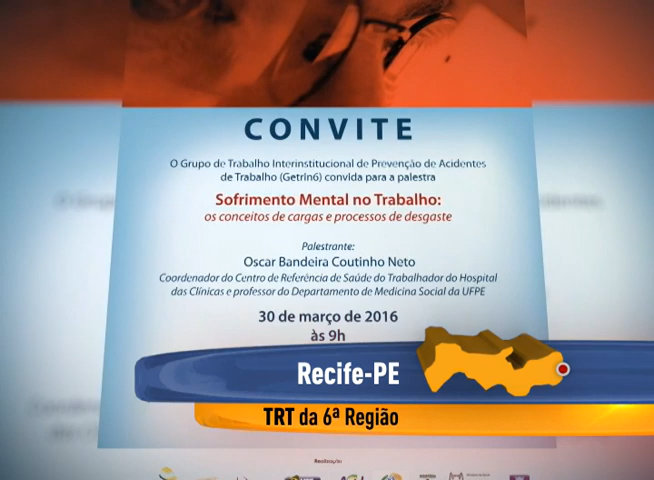 CONVITE
O Grupo de Trabalho Interinstitucional de Prevenção de Acidentes
de Trabalho (Getrin6) convida para a palestra
Sofrimento Mental no Trabalho:
os conceitos de cargas e processos de desgaste
Palestrante:
Oscar Bandeira Coutinho Neto
Coordenador do Centro de Referência de Saúde do Trabalhador do Hospital
das Clínicas e professor do Departamento de Medicina Social da UFPE
30 de março de 2016
às 9h
Recife-PE
TRT da 6ª Região
Realização: